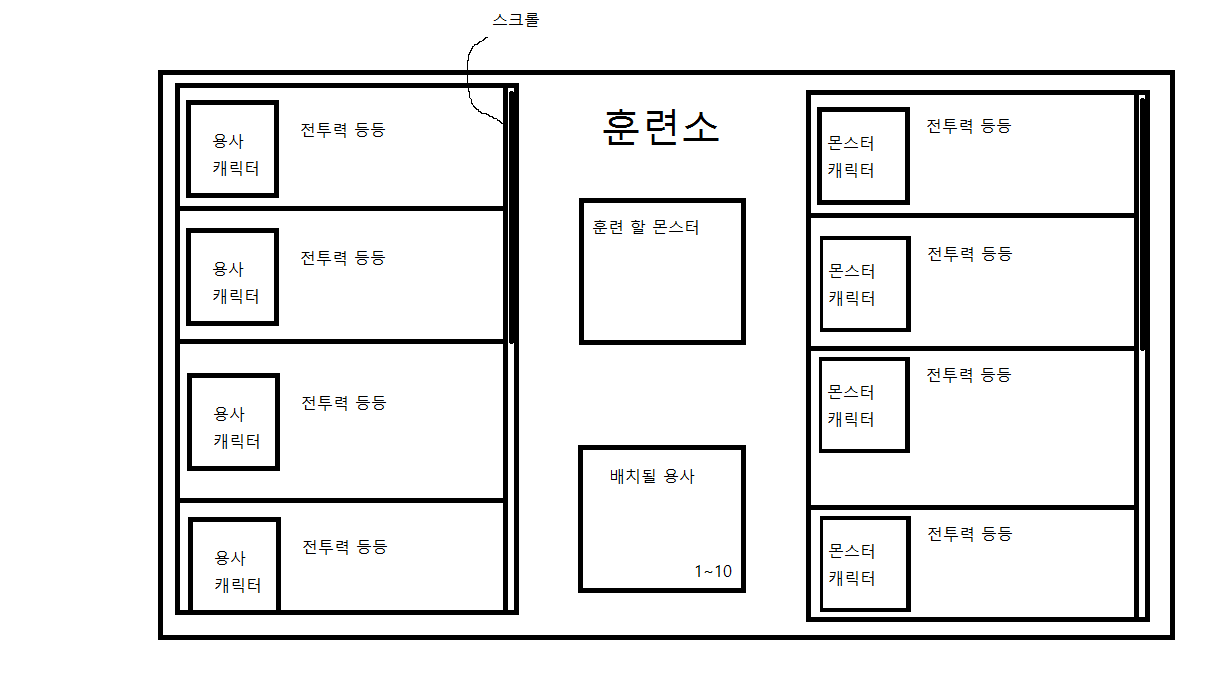 스크롤
훈련소
용사
캐릭터
전투력 등등
용사
캐릭터
전투력 등등
용사
캐릭터
전투력 등등
용사
캐릭터
전투력 등등
훈련 할 몬스터
배치될 용사
1~10
몬스터
캐릭터
전투력 등등
몬스터
캐릭터
전투력 등등
몬스터
캐릭터
전투력 등등
몬스터
캐릭터
전투력 등등